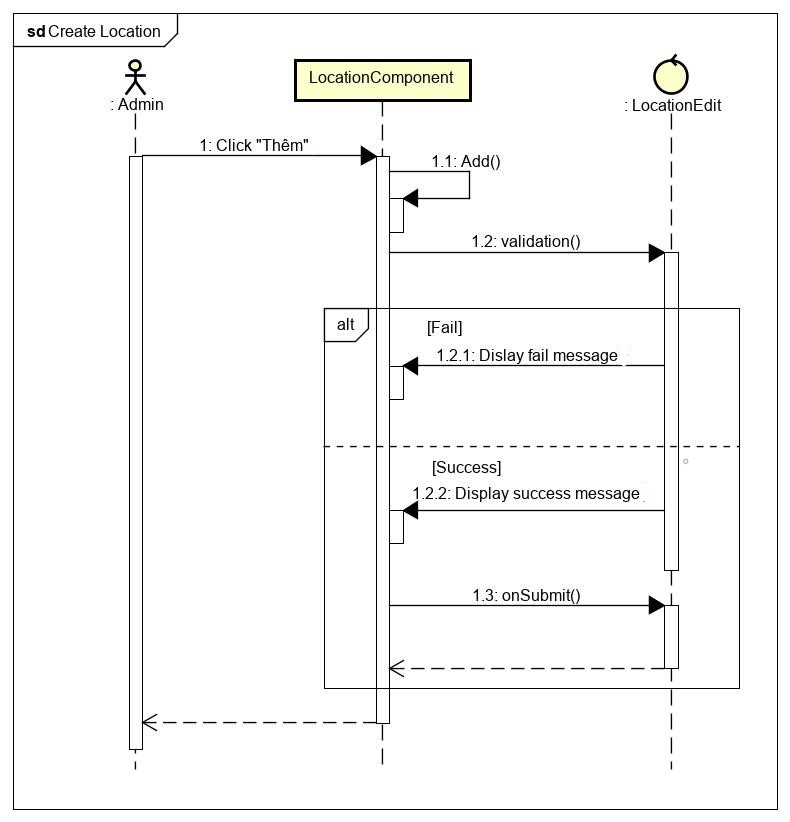 sd Create Location
: Admin
LocationComponent
: LocationEdit
1: Click "Thêm"
1.1: Add()
1.2: validation()
alt
[Fail]
1.2.1: Dislay fail message
[Success]
1.2.2: Display success message
1.3: onSubmit()